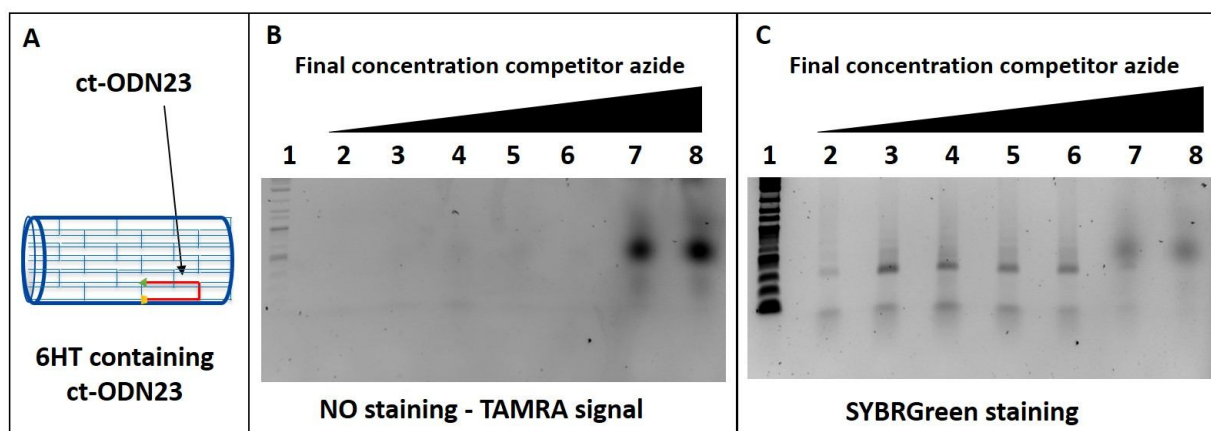 A
ct-ODN23
6HT containing
ct-ODN23
B
Final concentration competitor azide
1 2 3 4 5 6 7 8
NO staining - TAMRA signal
C
Final concentration competitor azide
1 2 3 4 5 6 7 8
SYBRGreen staining